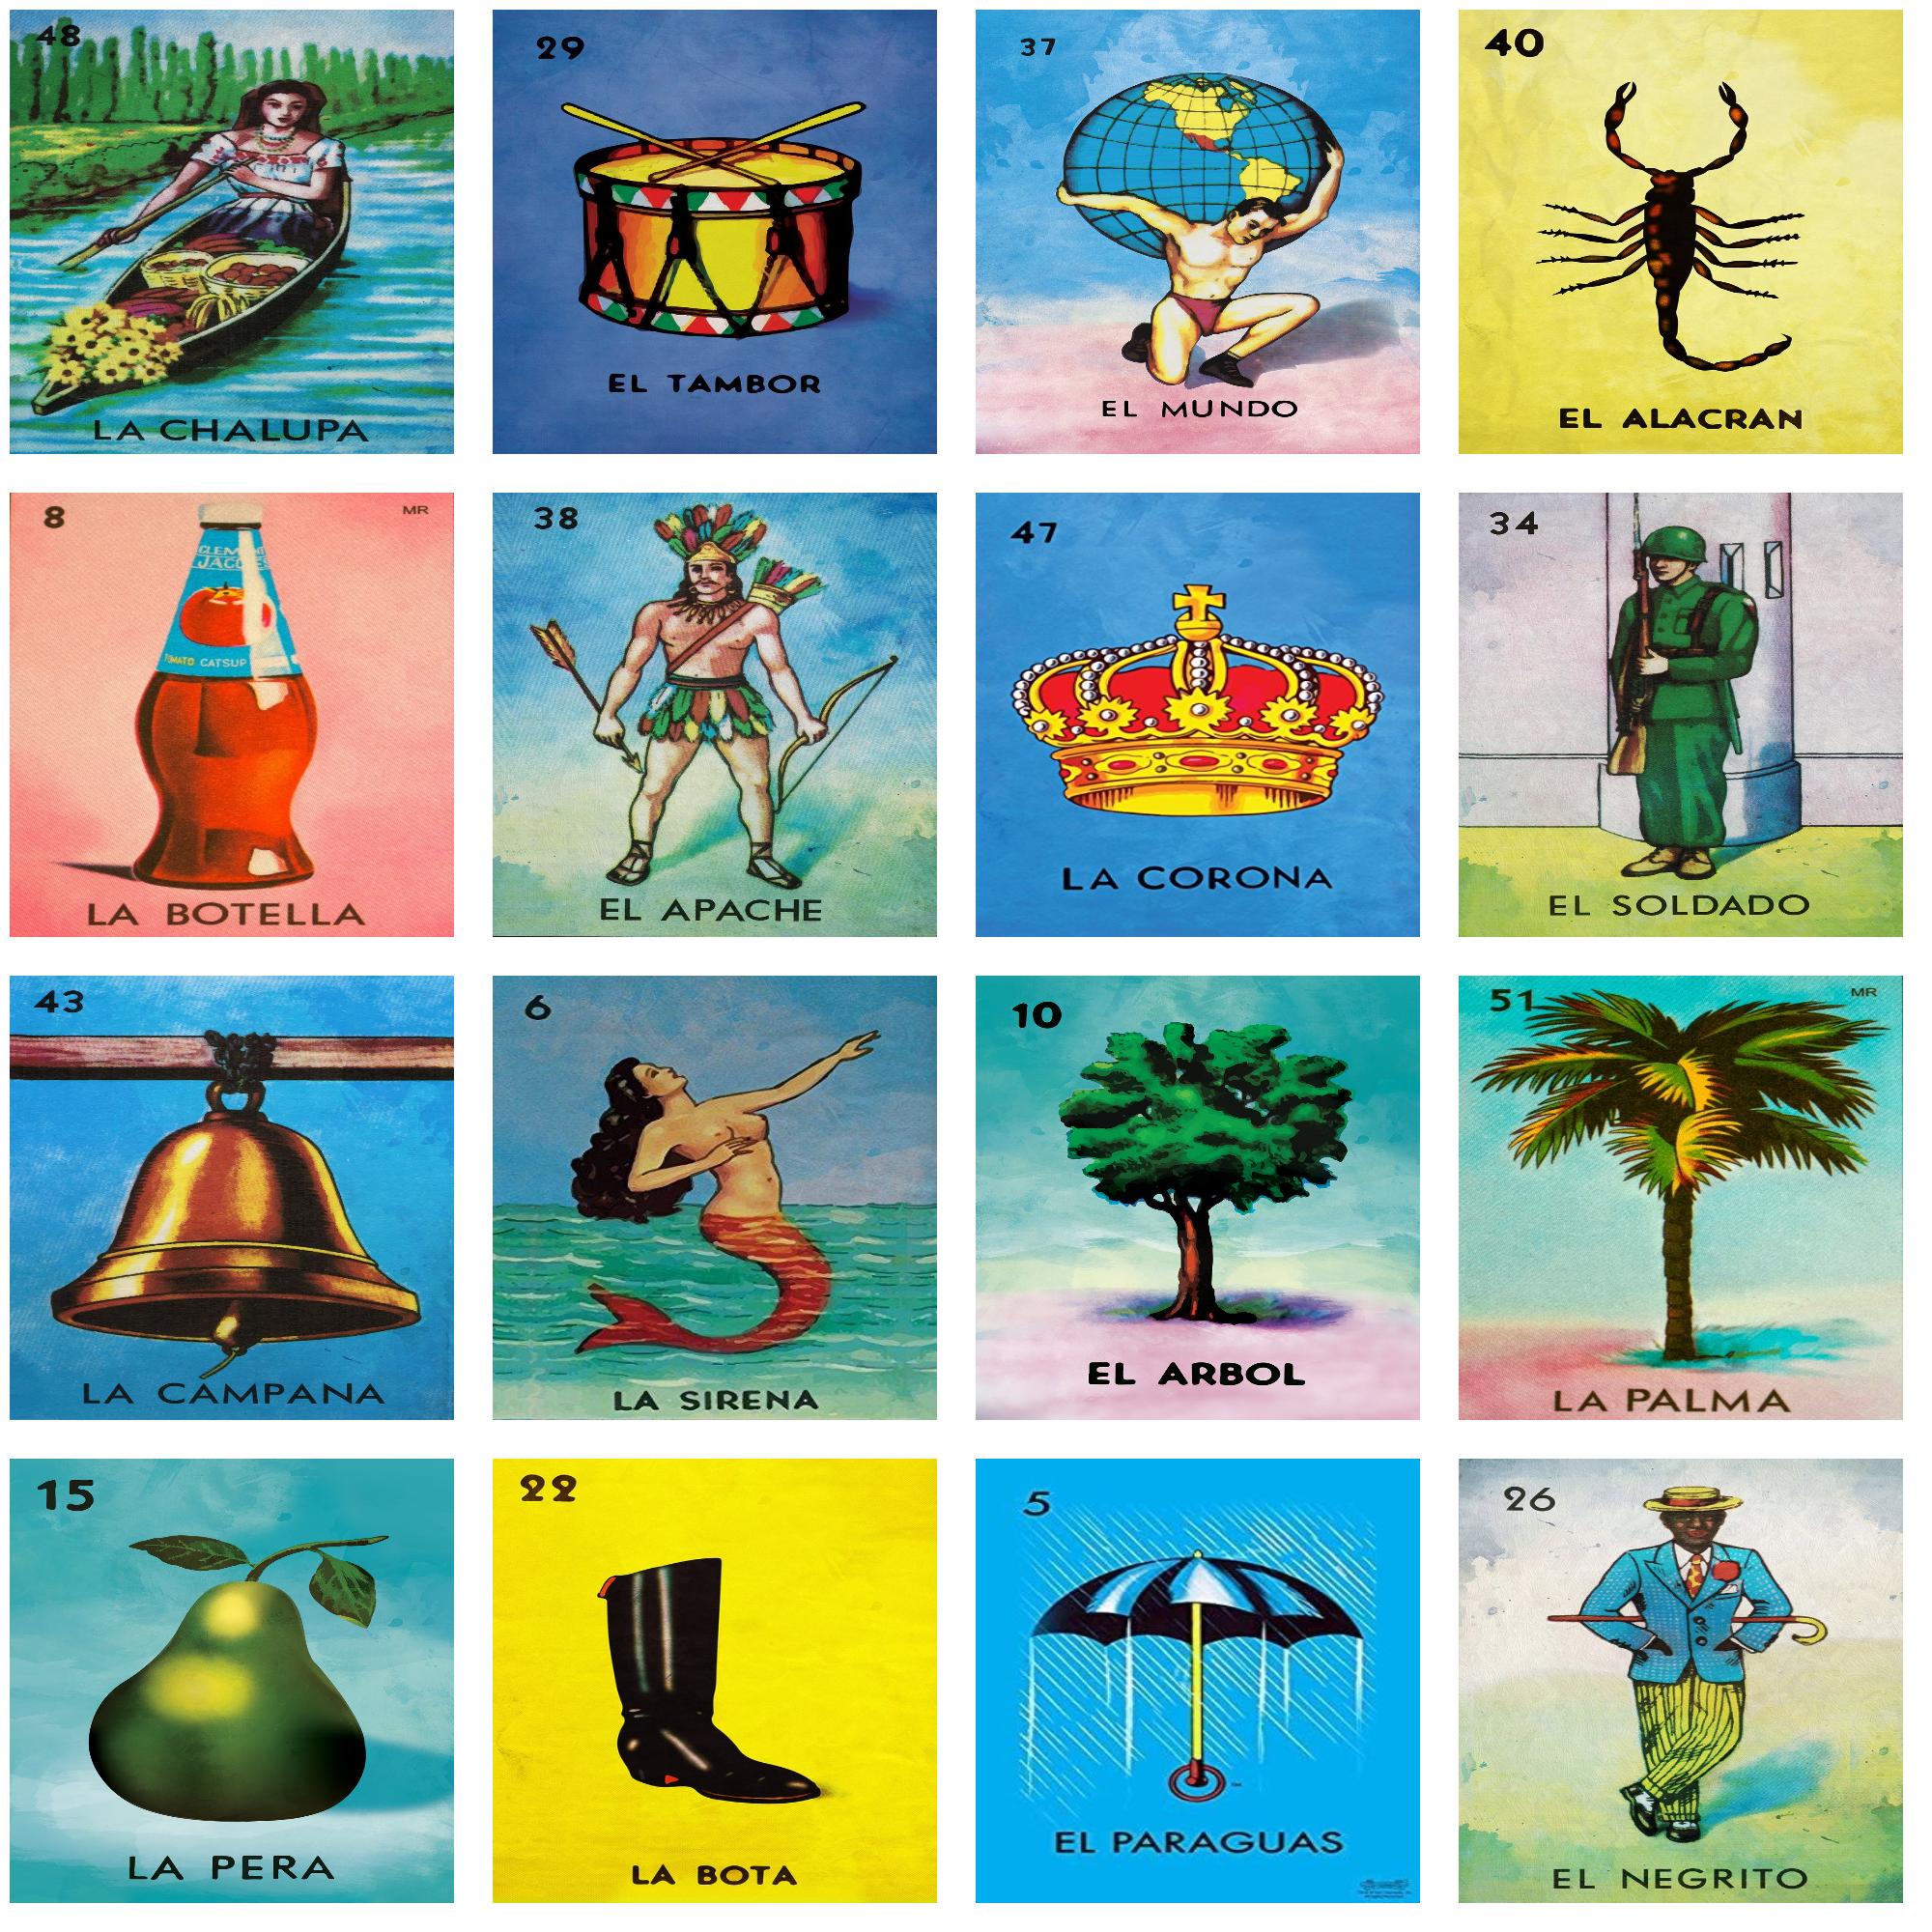 48
LA CHALUPA
29
EL TAMBOR
37
EL MUNDO
40
EL ALACRAN
8
MR
CLEMENT
JACQUES
TOMATO CATSUP
LA BOTELLA
38
EL APACHE
47
LA CORONA
34
EL SOLDADO
43
LA CAMPANA
6
LA SIRENA
10
EL ARBOL
51
MR
LA PALMA
15
LA PERA
22
LA BOTA
5
EL PARAGUAS
26
EL NEGRITO